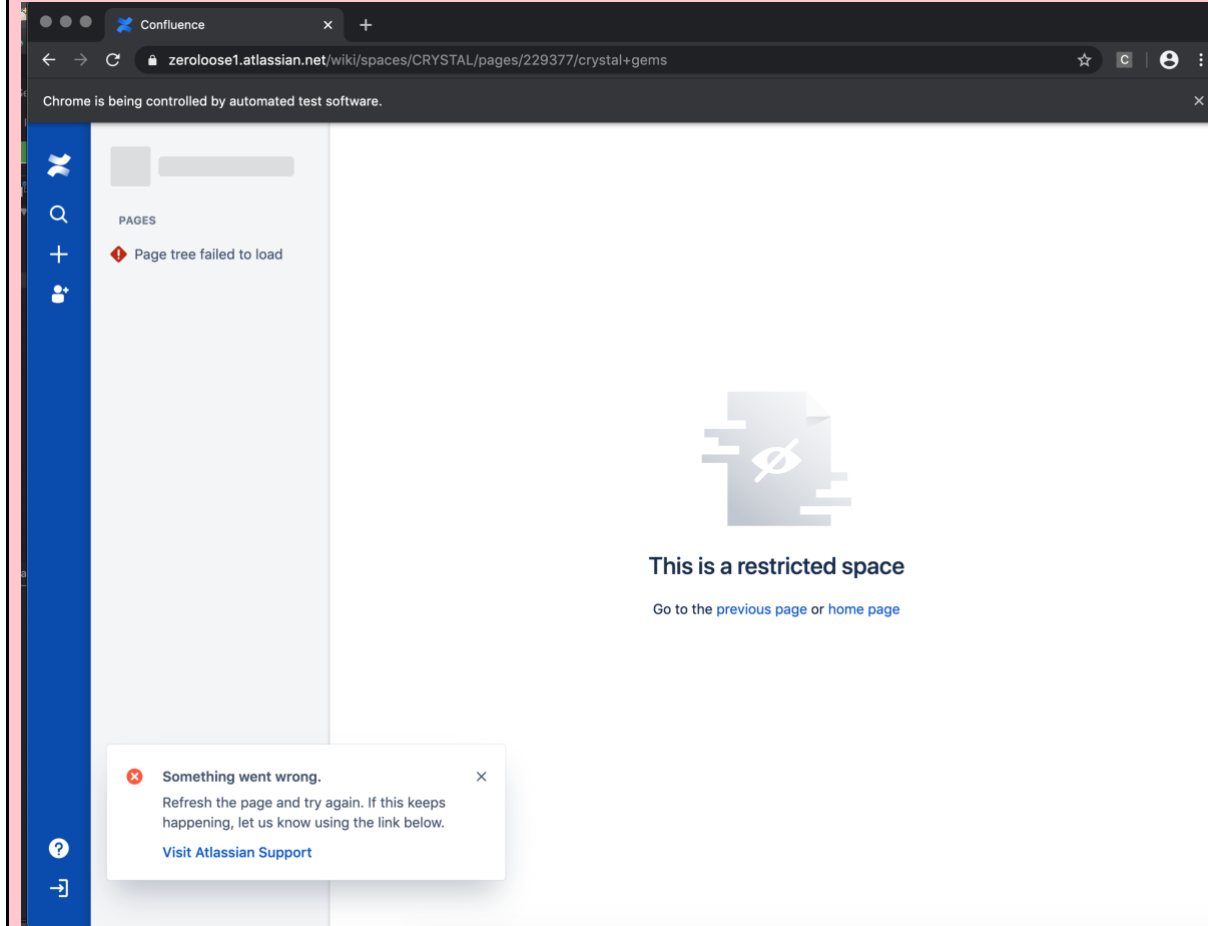 Confluence
zeroloose1.atlassian.net/wiki/spaces/CRYSTAL/pages/229377/crystal+gems
C
Chrome is being controlled by automated test software.
PAGES
Page tree failed to load
This is a restricted space
Go to the previous page or home page
Something went wrong.
Refresh the page and try again. If this keeps
happening, let us know using the link below.
Visit Atlassian Support